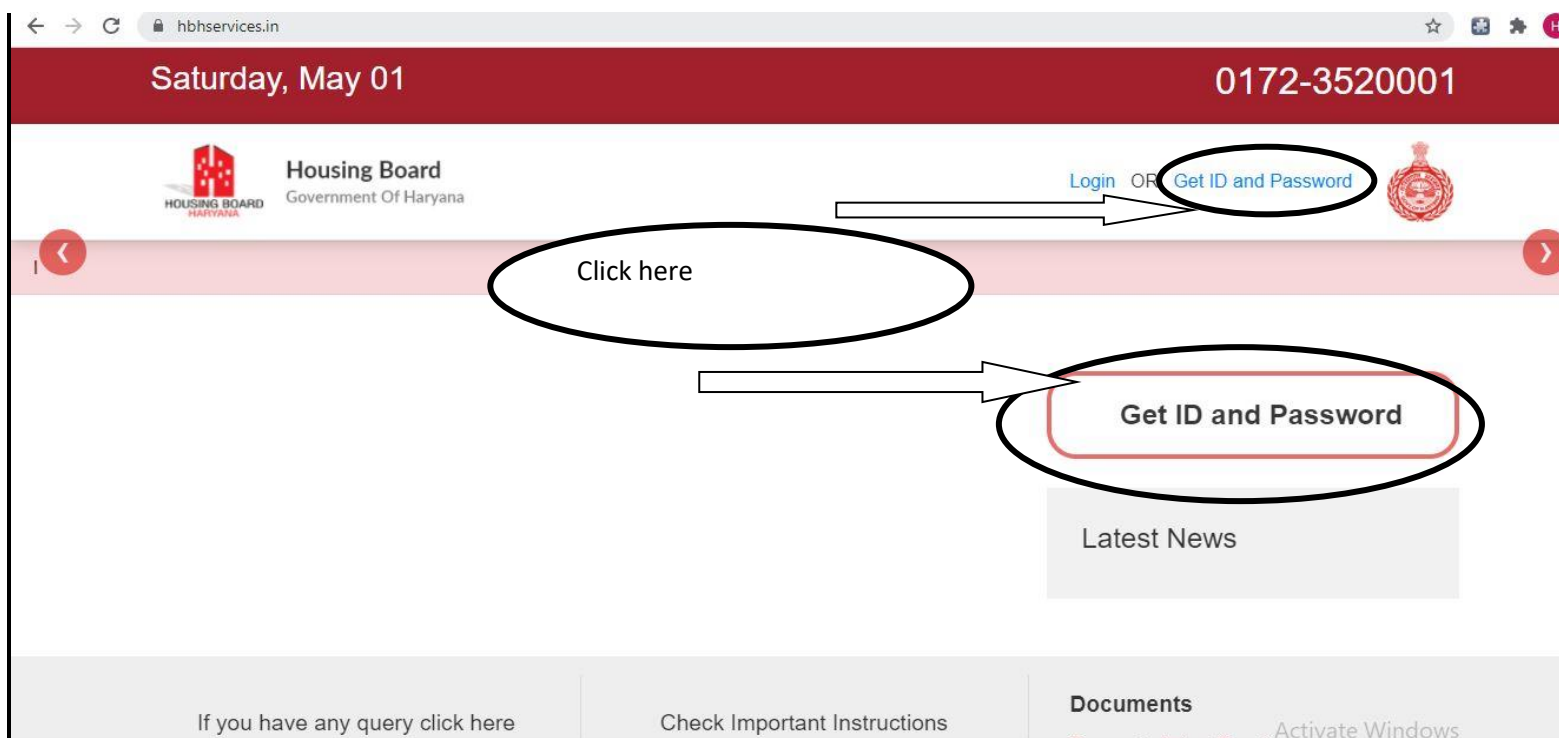 hbhservices.in
Saturday, May 01
0172-3520001
HOUSING BOARD
HARYANA
Housing Board
Government Of Haryana
Login OR Get ID and Password
Click here
Get ID and Password
Latest News
If you have any query click here
Check Important Instructions
Documents
Activate Windows